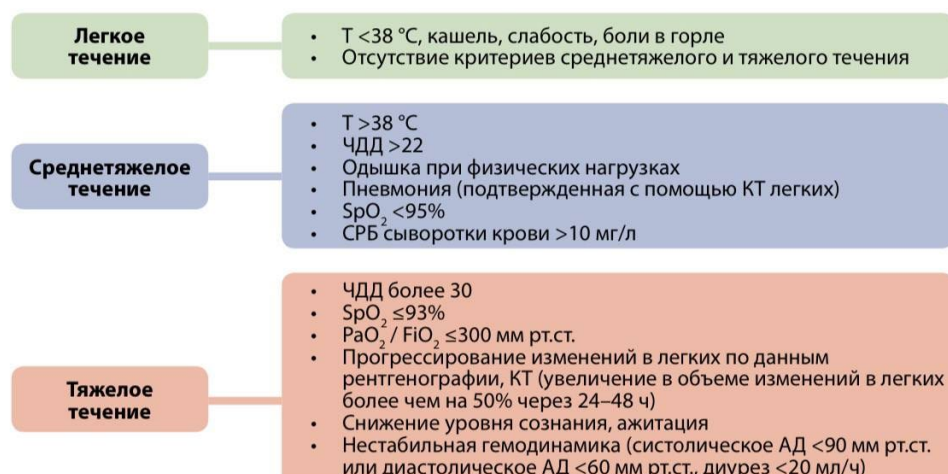 Легкое
течение
• Т <38 °С, кашель, слабость, боли в горле
• Отсутствие критериев среднетяжелого и тяжелого течения
Среднетяжелое
течение
• Т >38 °С
• ЧДД >22
• Одышка при физических нагрузках
• Пневмония (подтвержденная с помощью КТ легких)
• SpO₂ <95%
• СРБ сыворотки крови >10 мг/л
Тяжелое
течение
• ЧДД более 30
• SpO₂ ≤93%
• PaO₂ / FiO₂ ≤300 мм рт.ст.
• Прогрессирование изменений в легких по данным
рентгенографии, КТ (увеличение в объеме изменений в легких
более чем на 50% через 24–48 ч)
• Снижение уровня сознания, ажитация
• Нестабильная гемодинамика (систолическое АД <90 мм рт.ст.
или диастолическое АД <60 мм рт.ст., диурез <20 мл/ч)